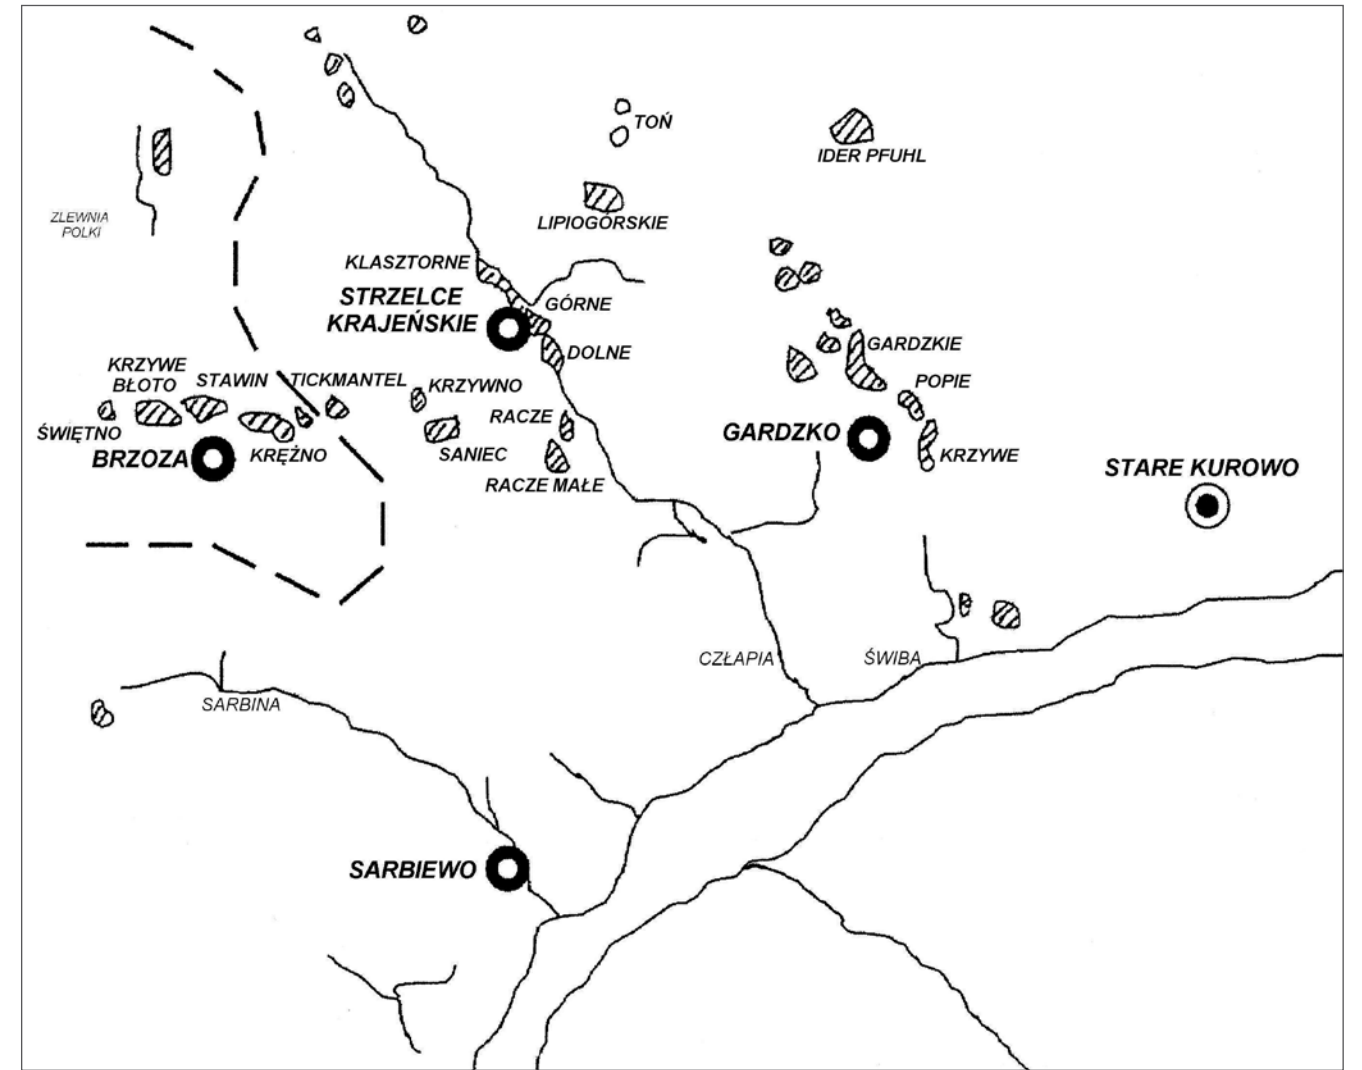 TOŃ
IDER PFUHL
ZLEWNIA
POLKI
LIPIOGÓRSKIE
KLASZTORNE
STRZELCE
KRAJEŃSKIE
GÓRNE
DOLNE
GARDZKIE
POPIE
KRZYWE
BŁOTO
STAWIN
TICKMANTEL
KRZYWNO
RACZE
ŚWIĘTNO
BRZOZA
KRĘŻNO
SANIEC
RACZE MAŁE
GARDZKO
KRZYWE
STARE KUROWO
CZŁAPIA
ŚWIBA
SARBINA
SARBIEWO